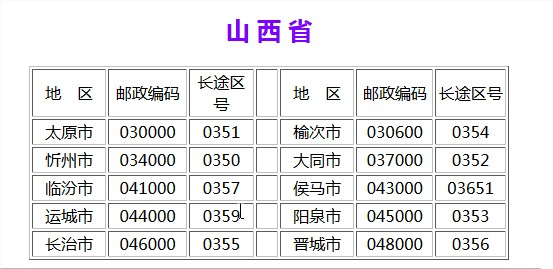 山西省
地 区 邮政编码 长途区号 地 区 邮政编码 长途区号
太原市 030000 0351 榆次市 030600 0354
忻州市 034000 0350 大同市 037000 0352
临汾市 041000 0357 侯马市 043000 03651
运城市 044000 0359 阳泉市 045000 0353
长治市 046000 0355 晋城市 048000 0356